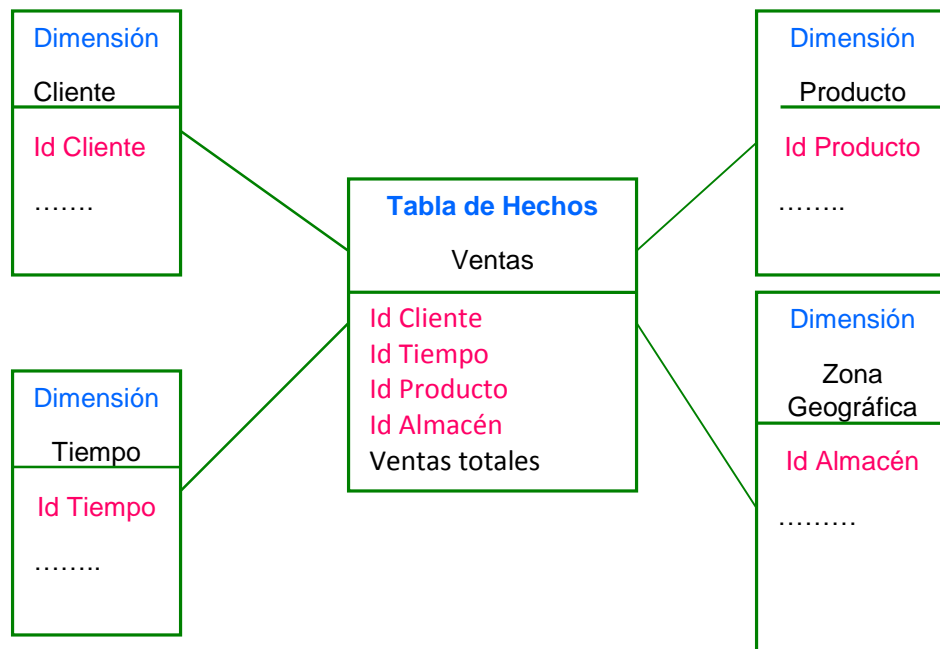 Dimensión
Cliente
Id Cliente
…….
Dimensión
Tiempo
Id Tiempo
……..
Tabla de Hechos
Ventas
Id Cliente
Id Tiempo
Id Producto
Id Almacén
Ventas totales
Dimensión
Producto
Id Producto
……..
Dimensión
Zona
Geográfica
Id Almacén
………